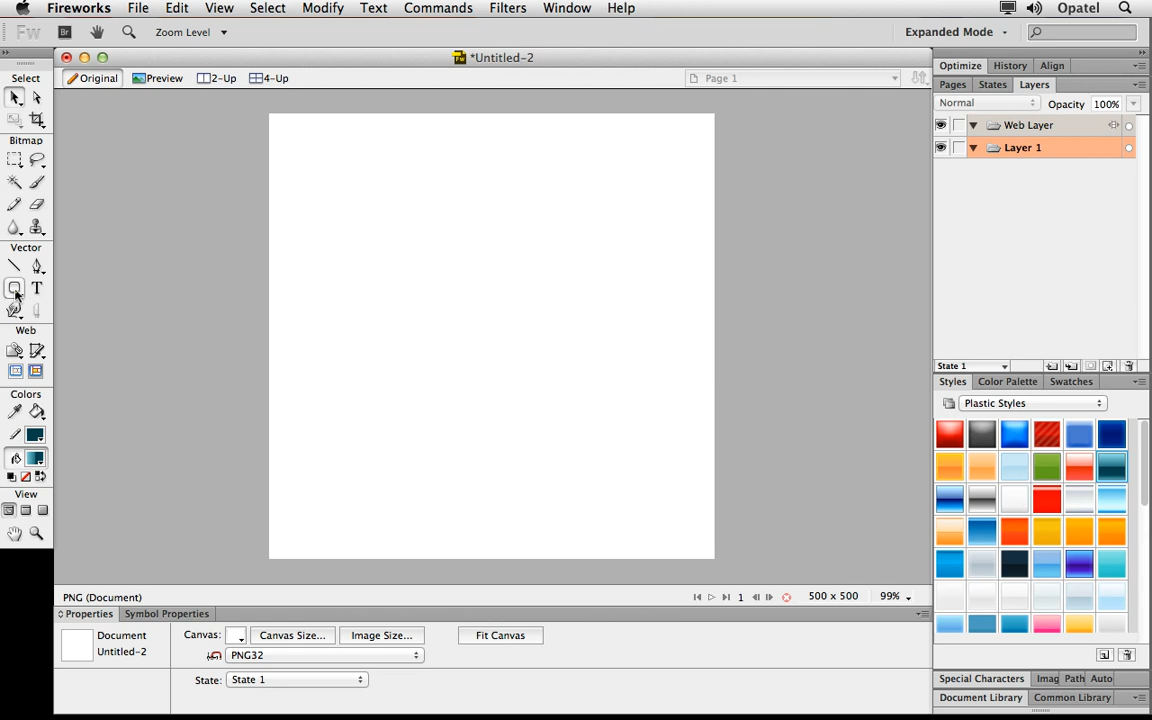 Fireworks File Edit View Select Modify Text Commands Filters Window Help Opatel
Fw Br Zoom Level Expanded Mode
*Untitled-2
Original Preview 2-Up 4-Up Page 1
Select
Bitmap
Vector
T
Web
Colors
View
Optimize History Align
Pages States Layers
Normal Opacity 100%
Web Layer
Layer 1
State 1
Styles Color Palette Swatches
Plastic Styles
PNG (Document) 1 500 x 500 99%
Properties Symbol Properties
Document
Untitled-2
Canvas: Canvas Size... Image Size... Fit Canvas
PNG32
State: State 1
Special Characters Imag Path Auto
Document Library Common Library